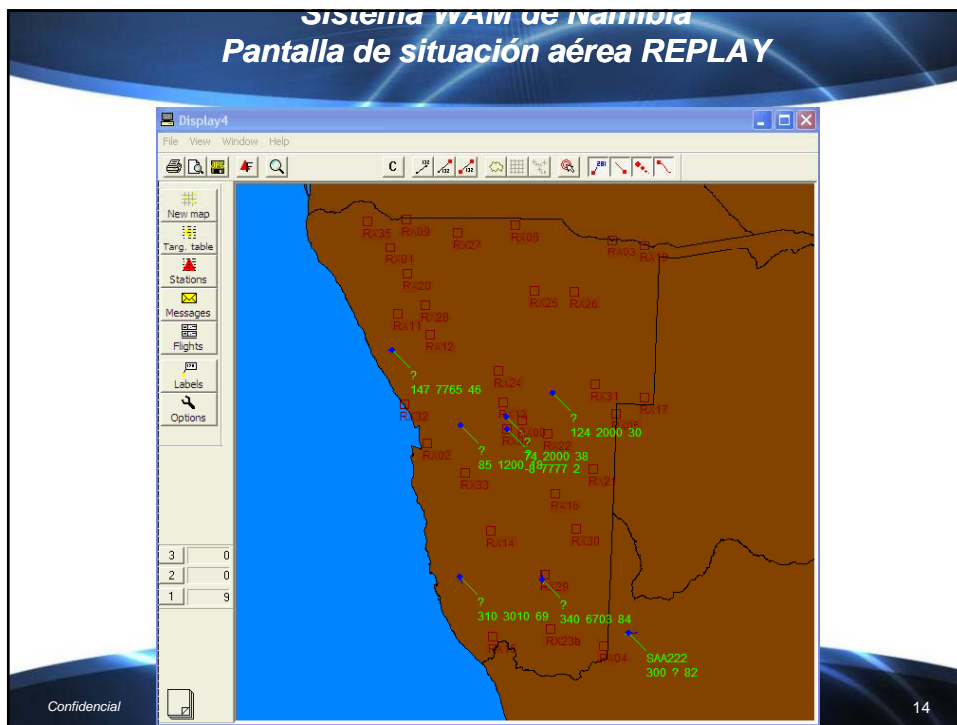 Sistema WAM de Namibia
Pantalla de situación aérea REPLAY
Display4
File View Window Help
C
New map
Targ. table
Stations
Messages
Flights
Labels
Options
3 0
2 0
1 9
RX35
RX09
RX27
RX08
RX03
RX01
RX20
RX25
RX26
RX11
RX12
?
147 7765 46
RX24
RX31
RX17
RX32
RX13
?
124 2000 30
RX02
RX22
?
85 1200
?
74 2000 38
-6 7777 2
RX33
RX21
RX16
RX14
RX30
RX29
?
310 3010 69
?
340 6703 84
RX23b
RX04
SAA222
300 ? 82
Confidencial
14